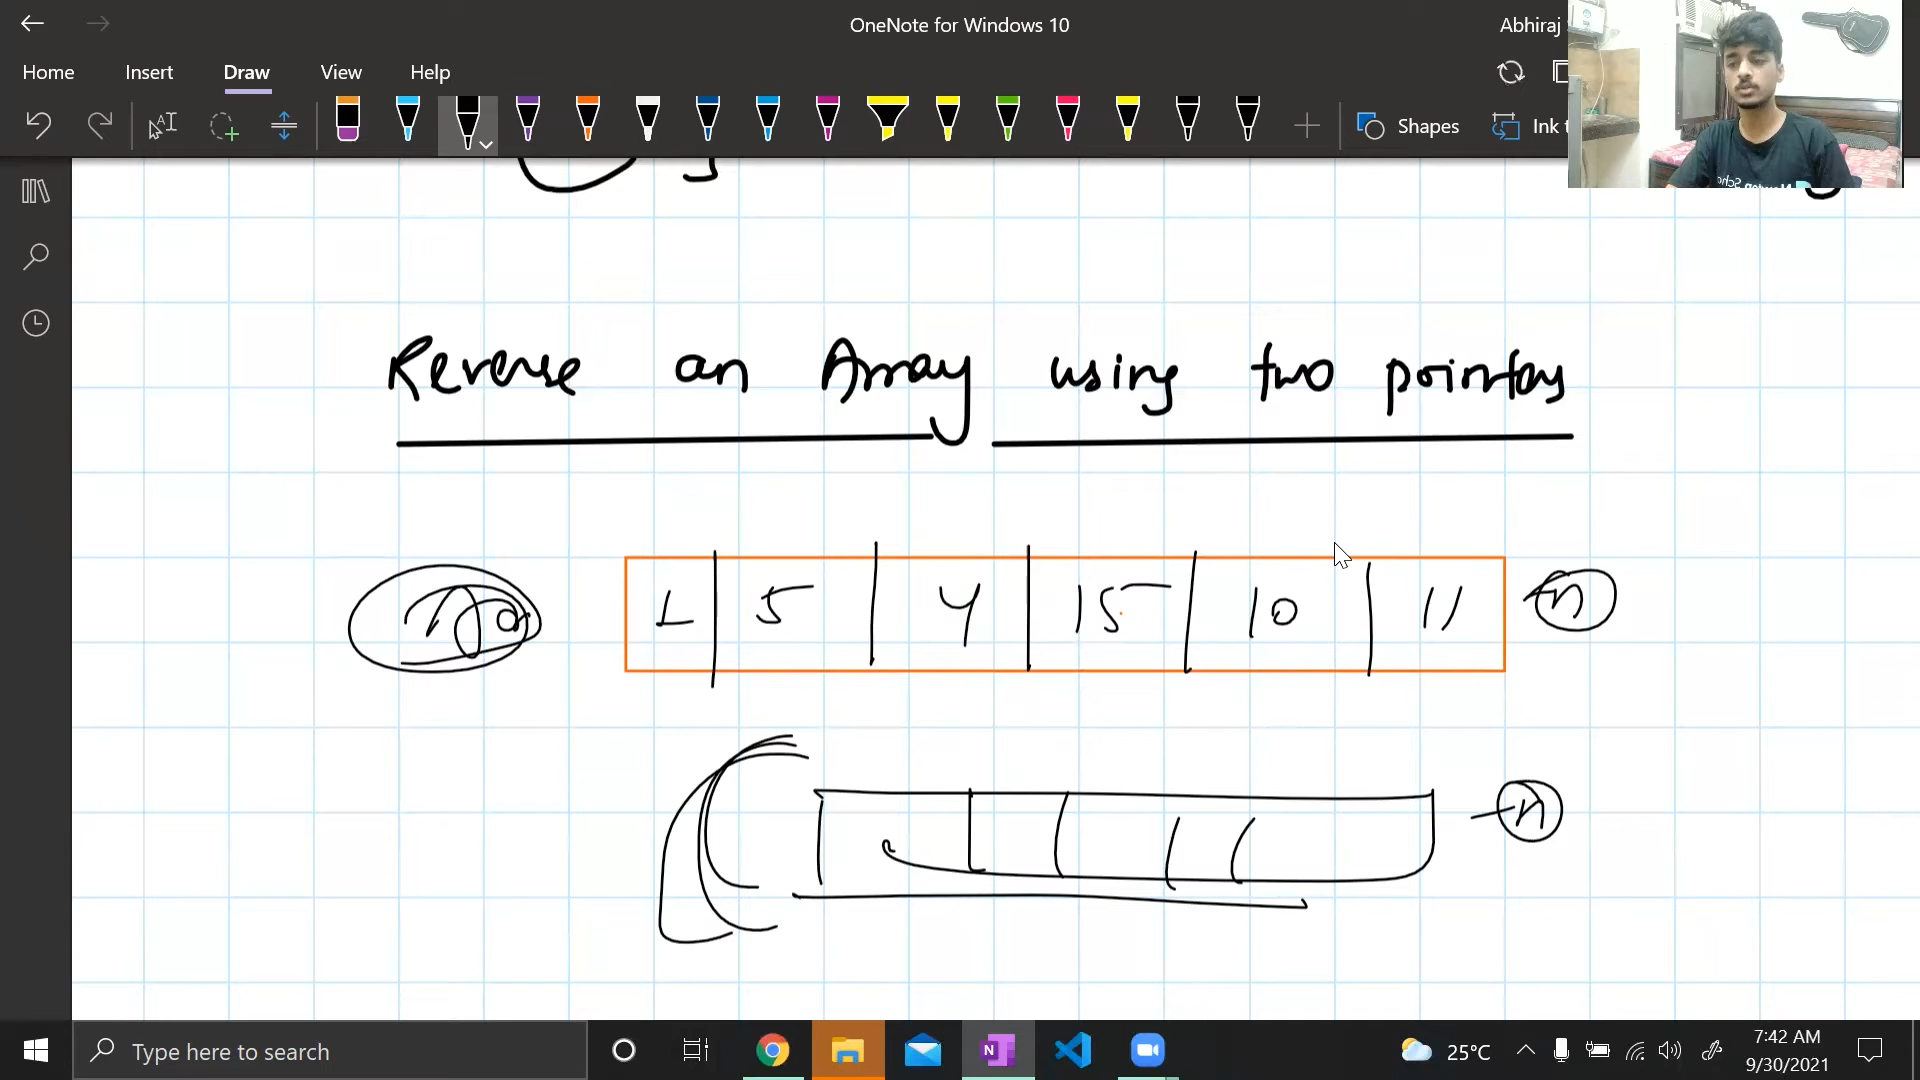 OneNote for Windows 10
Abhiraj
Home Insert Draw View Help
Shapes
Ink t
Reverse an Array using two pointers
1 5 4 15 10 11 n
n
Type here to search
25°C
7:42 AM
9/30/2021